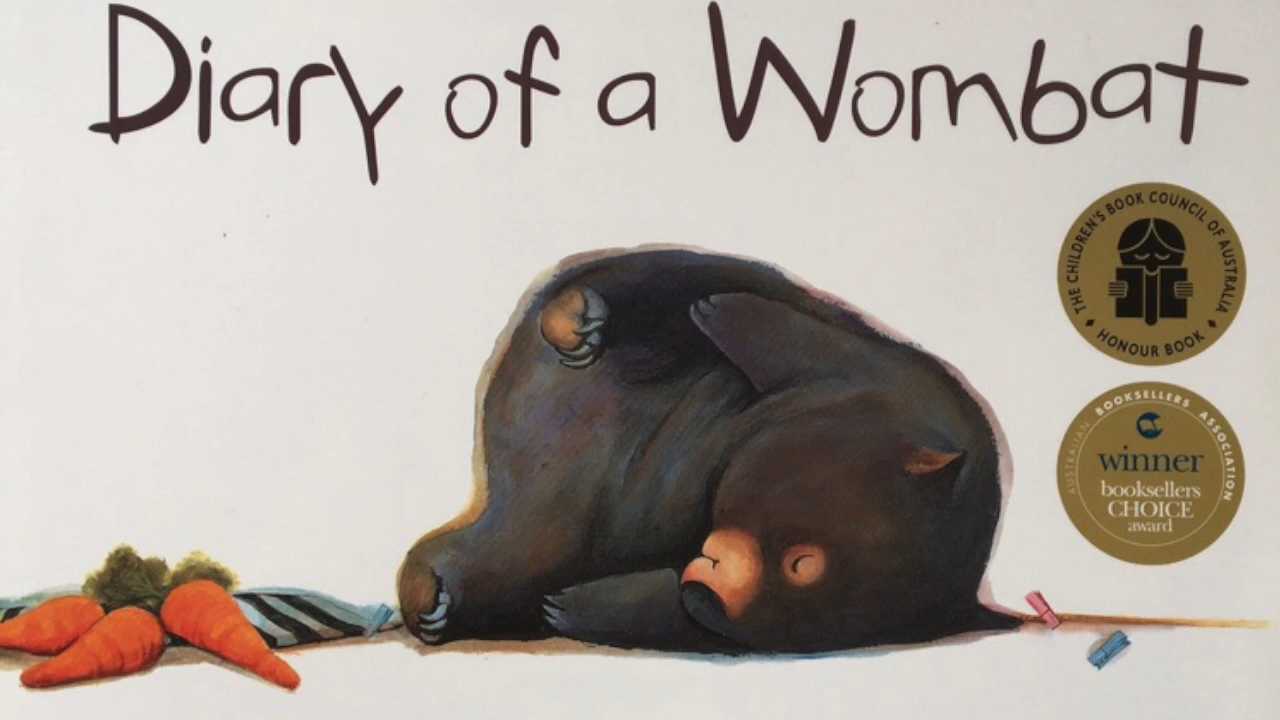 Diary of a Wombat
THE CHILDREN'S BOOK COUNCIL OF AUSTRALIA
HONOUR BOOK
AUSTRALIAN BOOKSELLERS ASSOCIATION
winner
booksellers
CHOICE
award